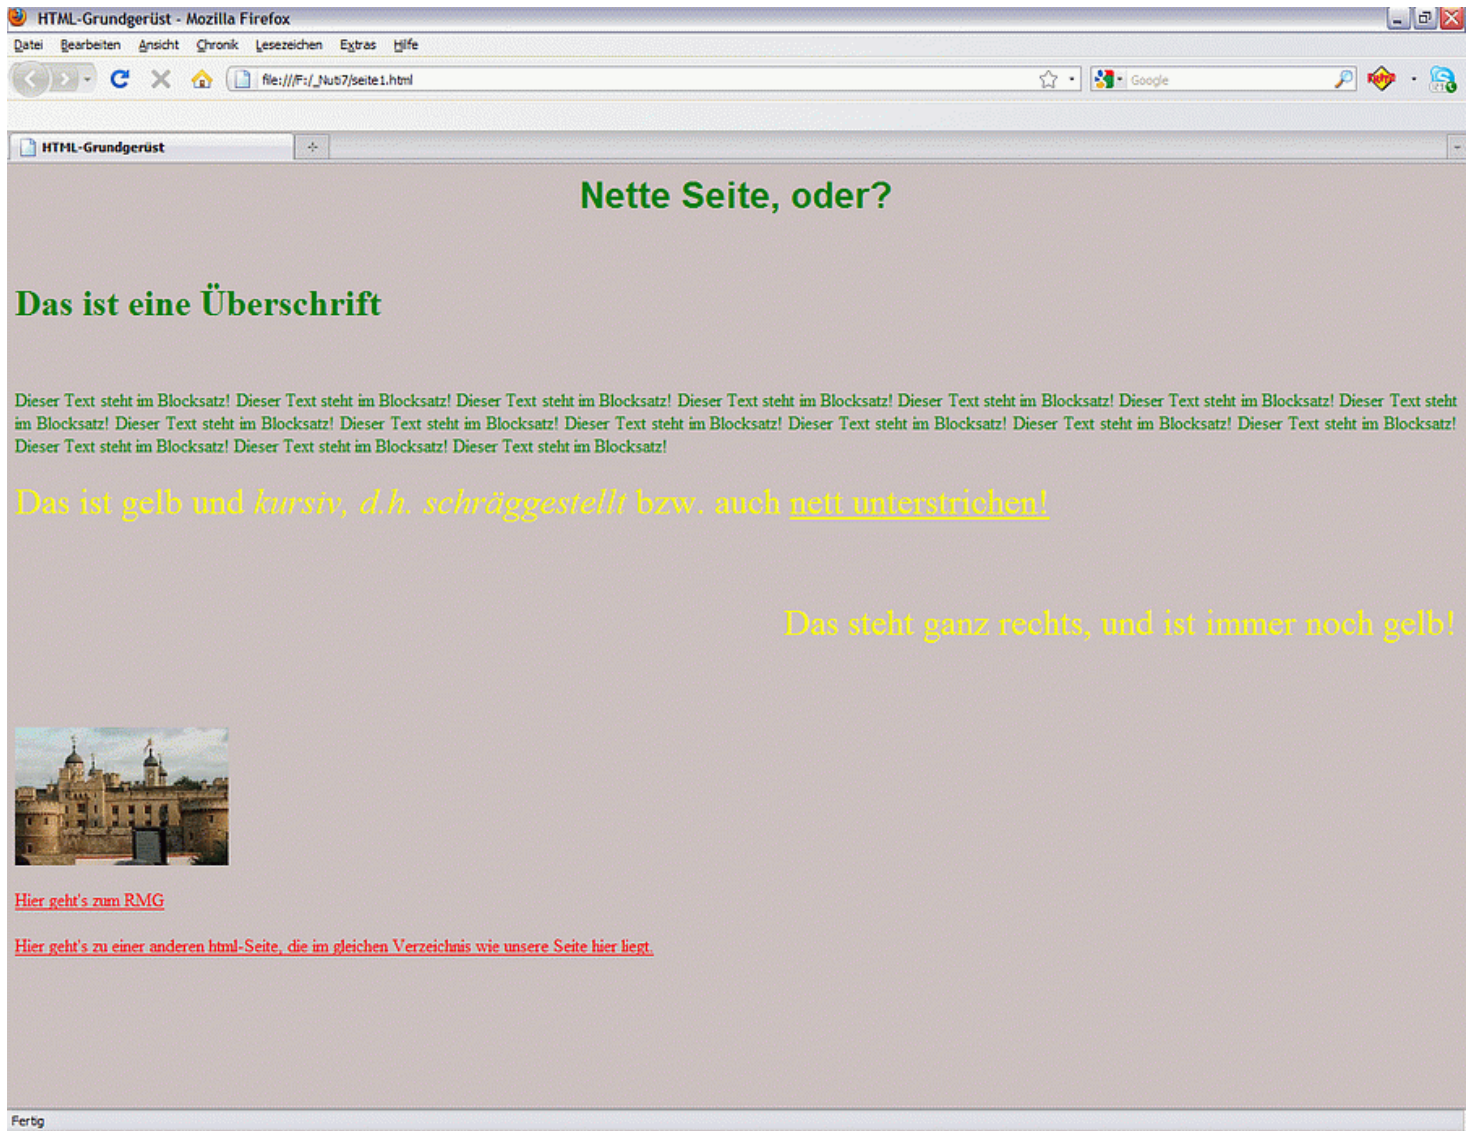 HTML-Grundgerüst - Mozilla Firefox
Datei Bearbeiten Ansicht Chronik Lesezeichen Extras Hilfe
file:///F:/_Nuti7/seite1.html
Google
HTML-Grundgerüst
Nette Seite, oder?
Das ist eine Überschrift
Dieser Text steht im Blocksatz! Dieser Text steht im Blocksatz! Dieser Text steht im Blocksatz! Dieser Text steht im Blocksatz! Dieser Text steht im Blocksatz! Dieser Text steht im Blocksatz! Dieser Text steht
im Blocksatz! Dieser Text steht im Blocksatz! Dieser Text steht im Blocksatz! Dieser Text steht im Blocksatz! Dieser Text steht im Blocksatz! Dieser Text steht im Blocksatz! Dieser Text steht im Blocksatz!
Dieser Text steht im Blocksatz! Dieser Text steht im Blocksatz! Dieser Text steht im Blocksatz!
Das ist gelb und kursiv, d.h. schräggestellt bzw. auch nett unterstrichen!
Das steht ganz rechts, und ist immer noch gelb!
Hier geht's zum RMG
Hier geht's zu einer anderen html-Seite, die im gleichen Verzeichnis wie unsere Seite hier liegt.
Fertig